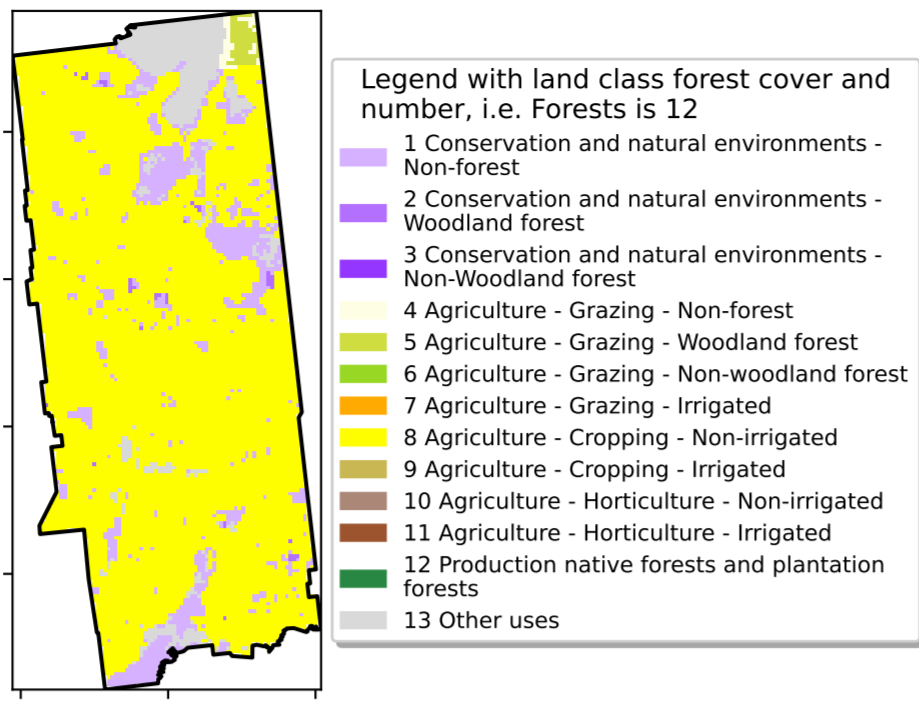 Legend with land class forest cover and
number, i.e. Forests is 12
1 Conservation and natural environments -
Non-forest
2 Conservation and natural environments -
Woodland forest
3 Conservation and natural environments -
Non-Woodland forest
4 Agriculture - Grazing - Non-forest
5 Agriculture - Grazing - Woodland forest
6 Agriculture - Grazing - Non-woodland forest
7 Agriculture - Grazing - Irrigated
8 Agriculture - Cropping - Non-irrigated
9 Agriculture - Cropping - Irrigated
10 Agriculture - Horticulture - Non-irrigated
11 Agriculture - Horticulture - Irrigated
12 Production native forests and plantation
forests
13 Other uses